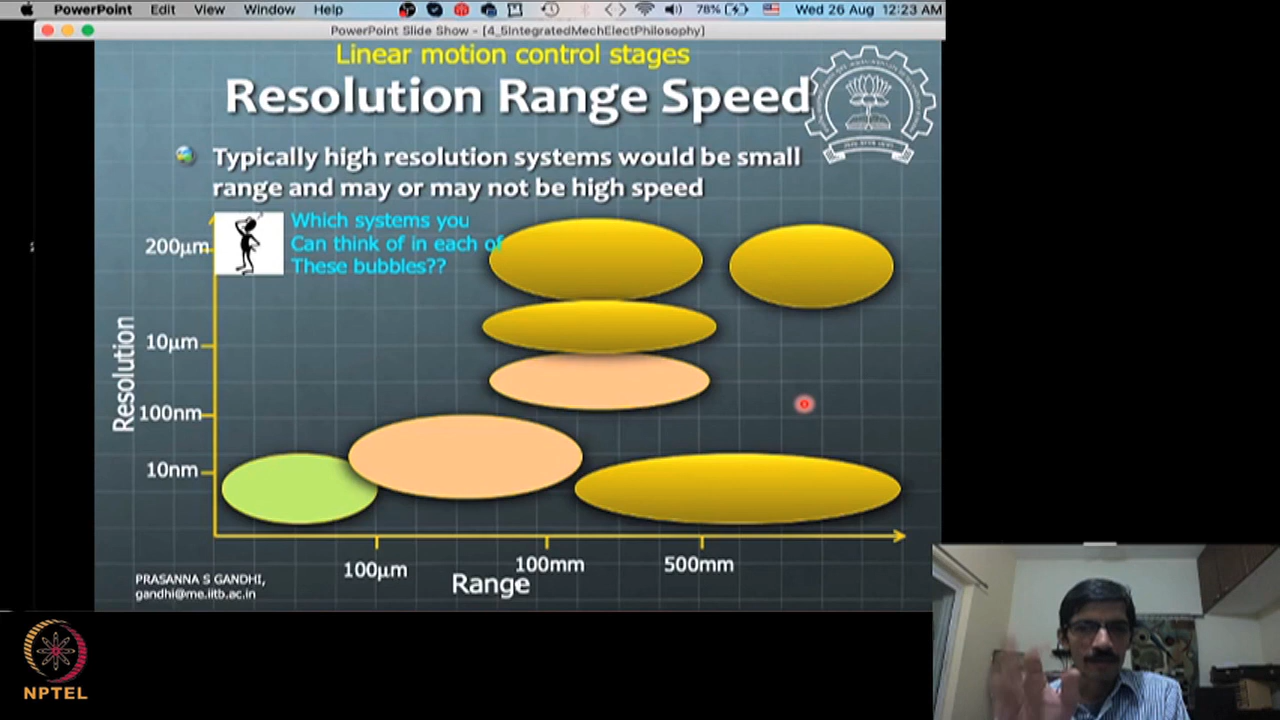 PowerPoint Edit View Window Help 78% Wed 26 Aug 12:23 AM
PowerPoint Slide Show - [4_5IntegratedMechElectPhilosophy]
Linear motion control stages
Resolution Range Speed
Typically high resolution systems would be small
range and may or may not be high speed
Which systems you
Can think of in each of
These bubbles??
200μm
10μm
100nm
10nm
Resolution
100μm
100mm
500mm
Range
PRASANNA S GANDHI,
gandhi@me.iitb.ac.in
NPTEL